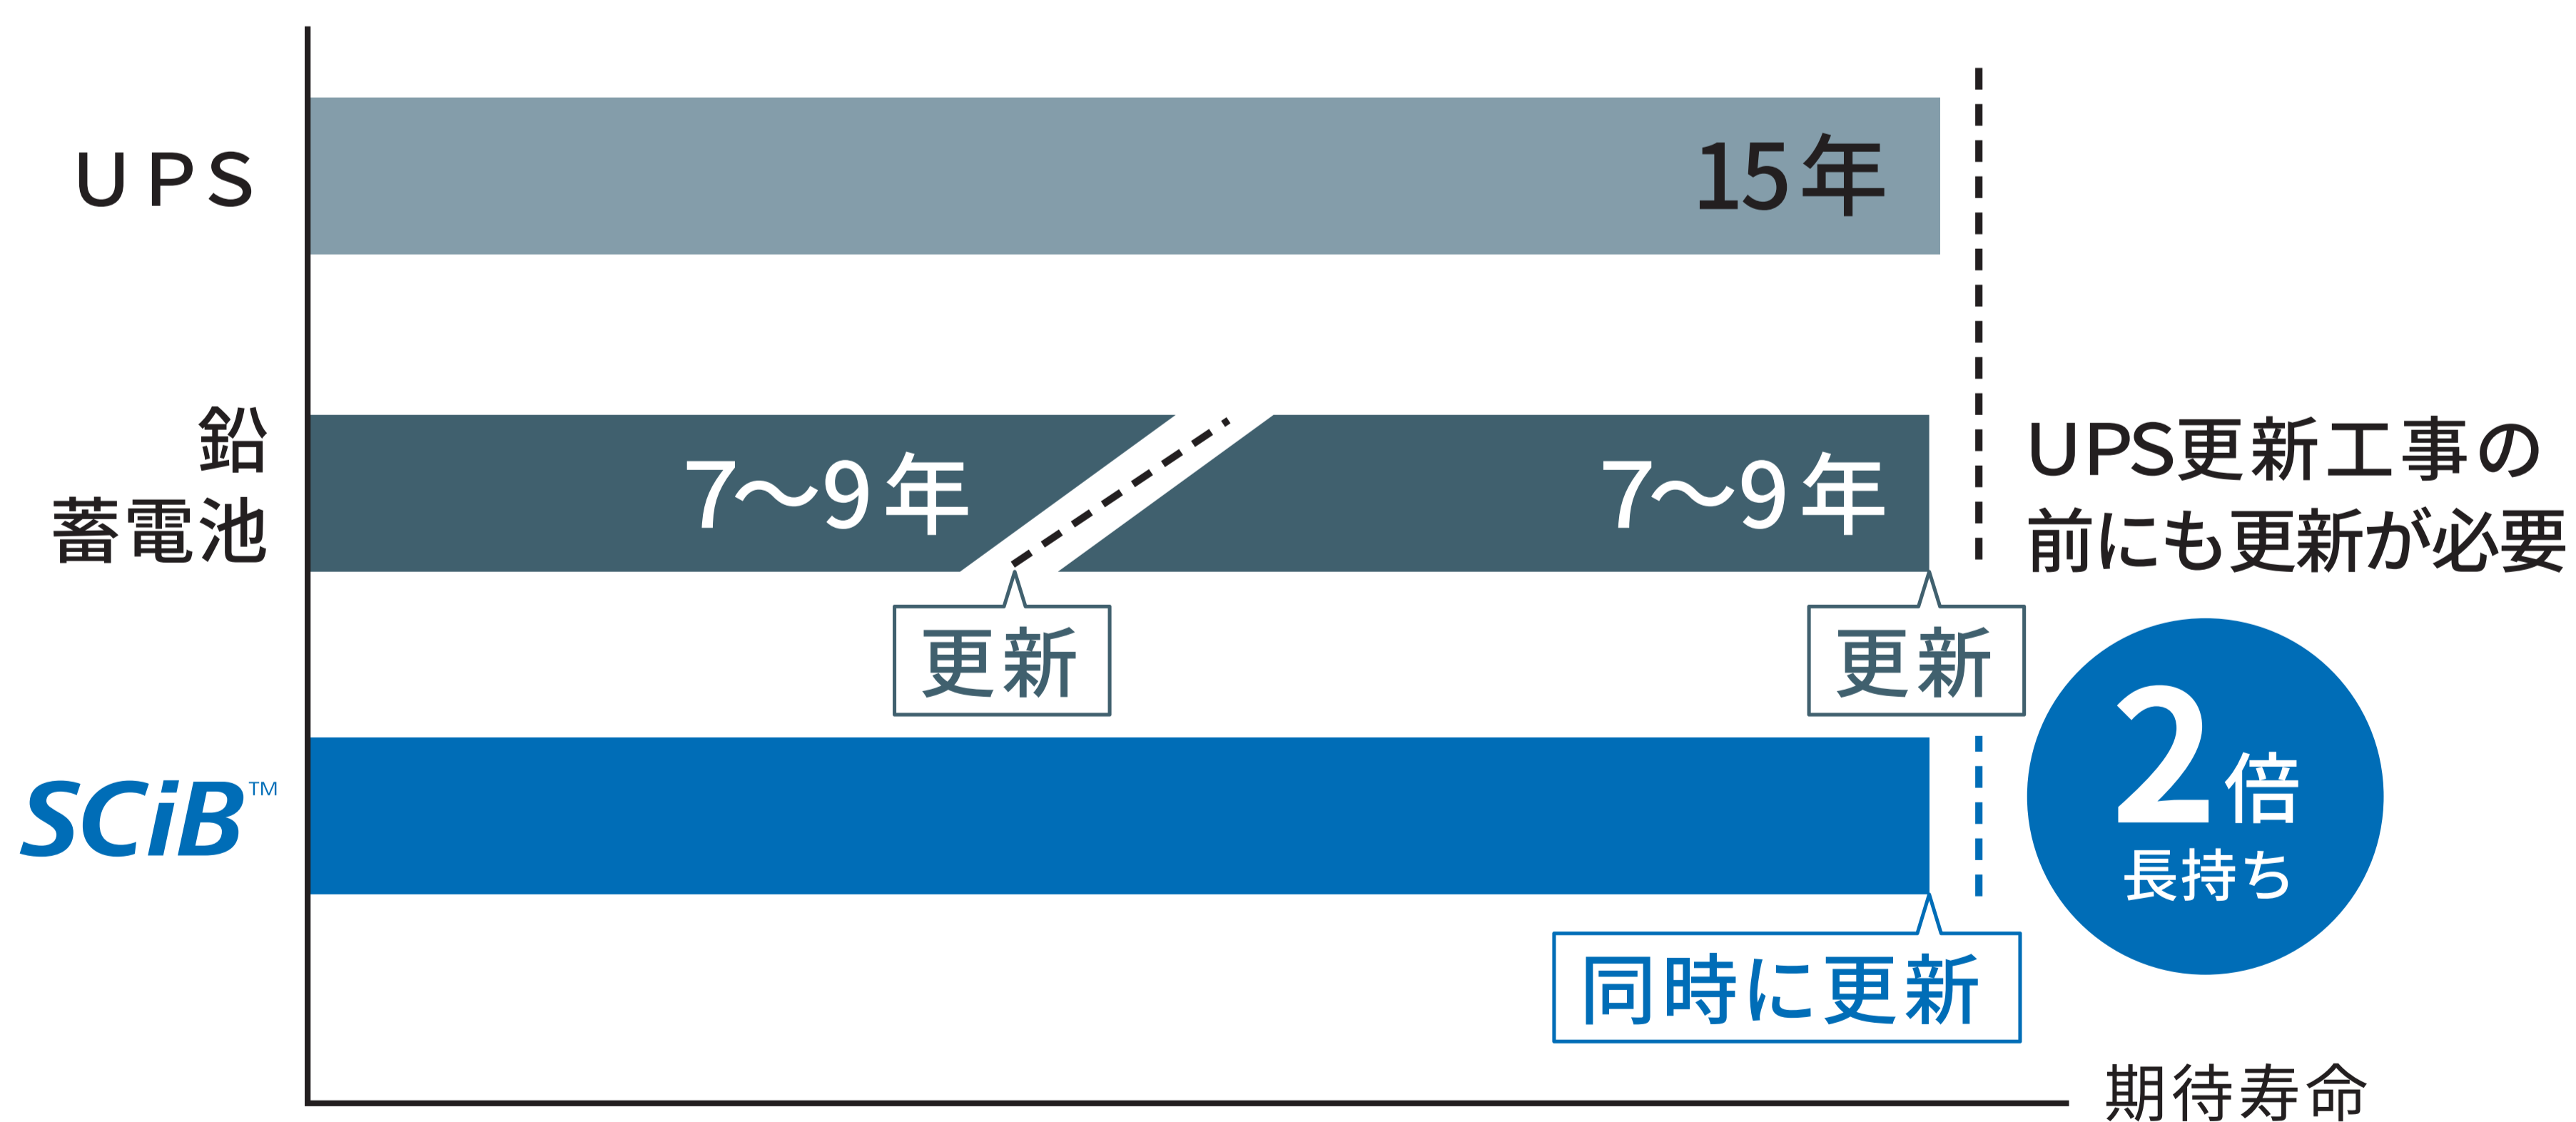 UPS
15年
鉛
蓄電池
7〜9年
7〜9年
UPS更新工事の
前にも更新が必要
更新
更新
SCiB™
2倍
長持ち
同時に更新
期待寿命